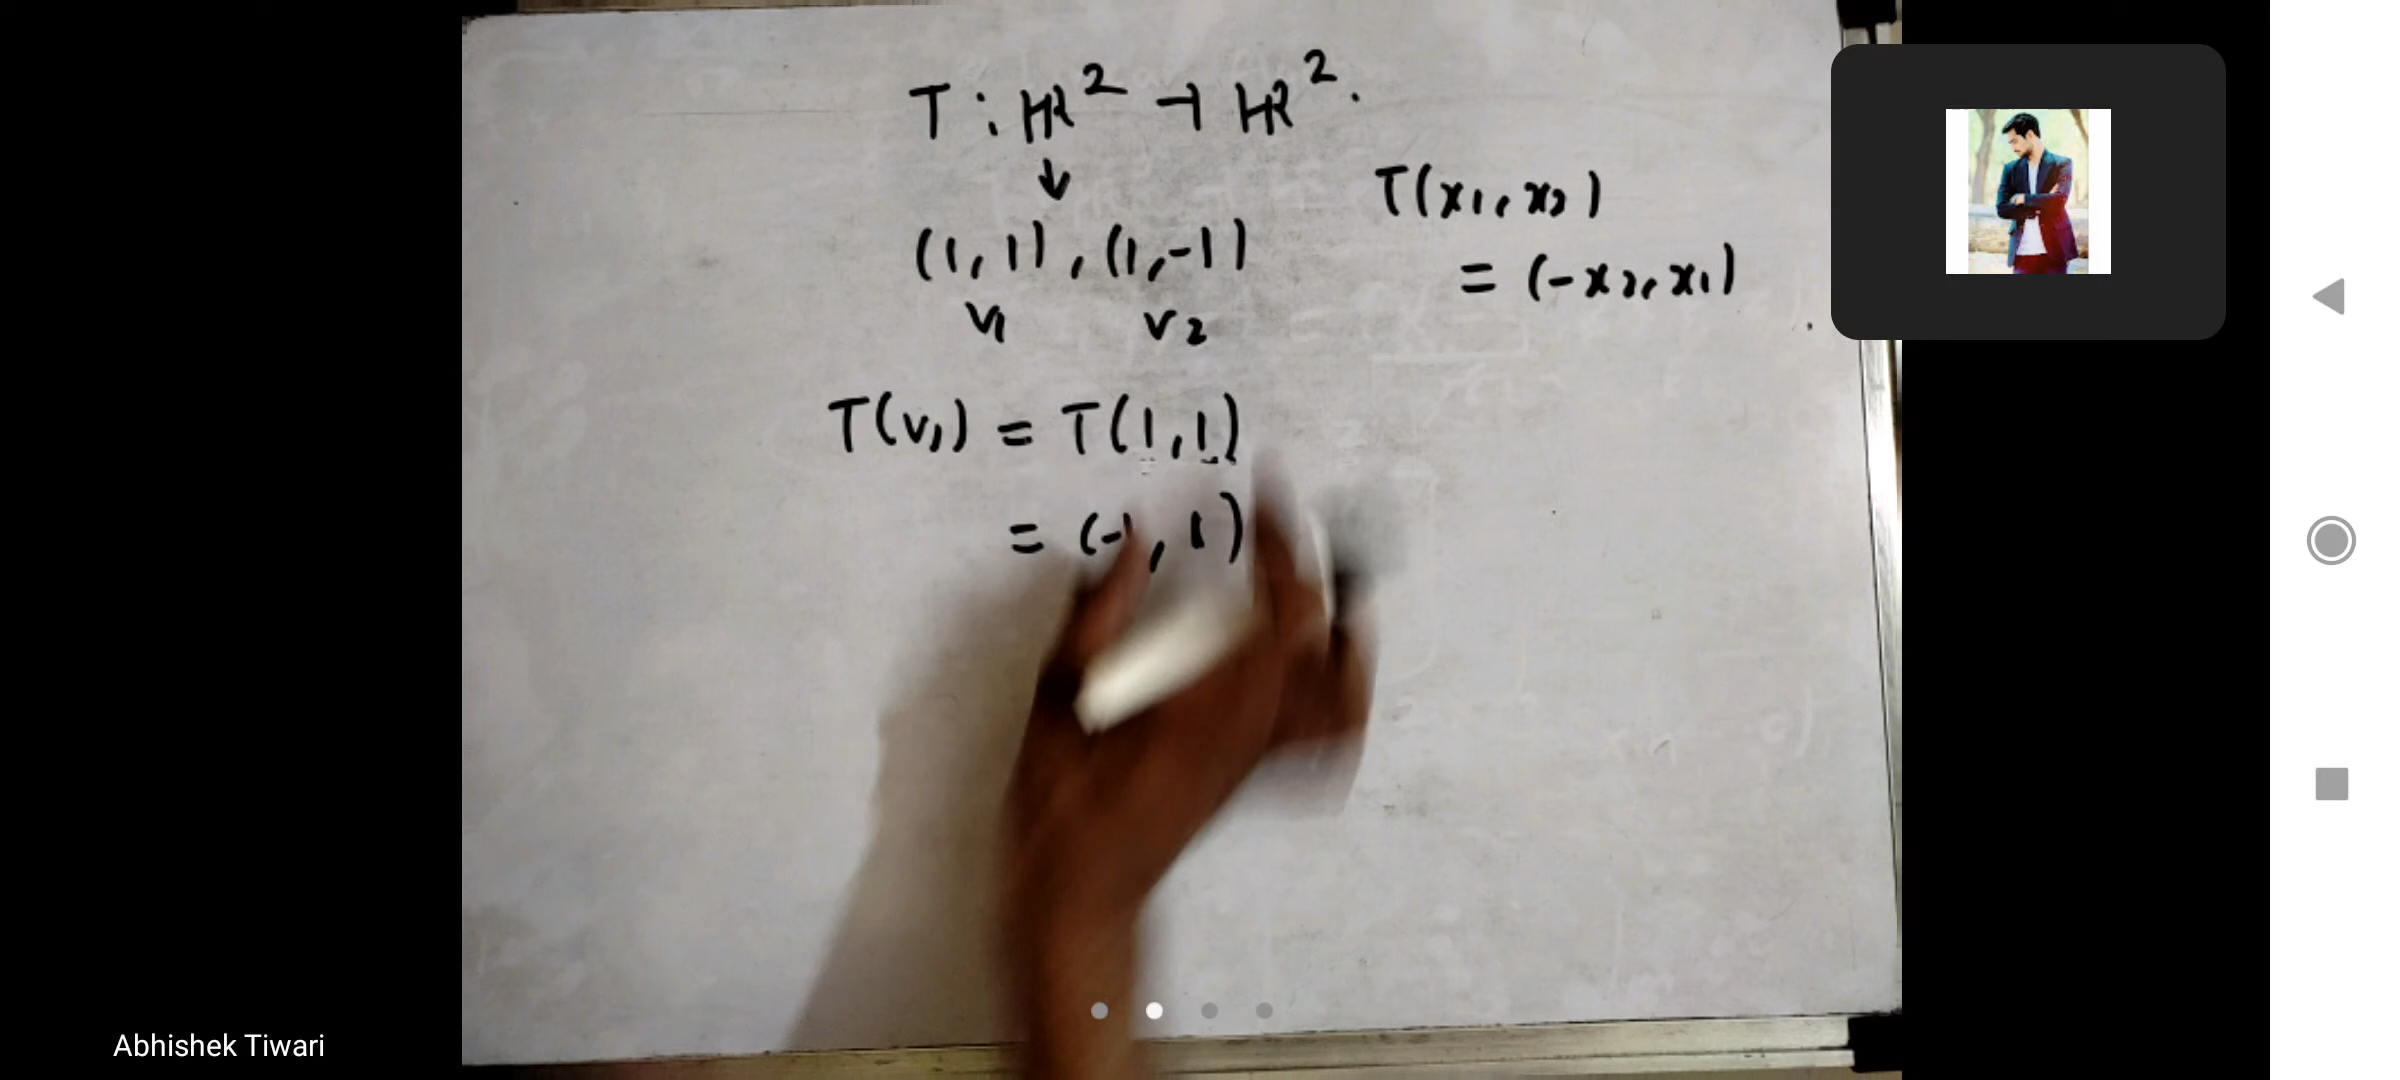 T : ℝ² → ℝ².
↓
(1, 1), (1, -1)
v₁ v₂
T(x₁, x₂)
= (-x₂, x₁)
T(v₁) = T(1, 1)
= (-1, 1)
Abhishek Tiwari